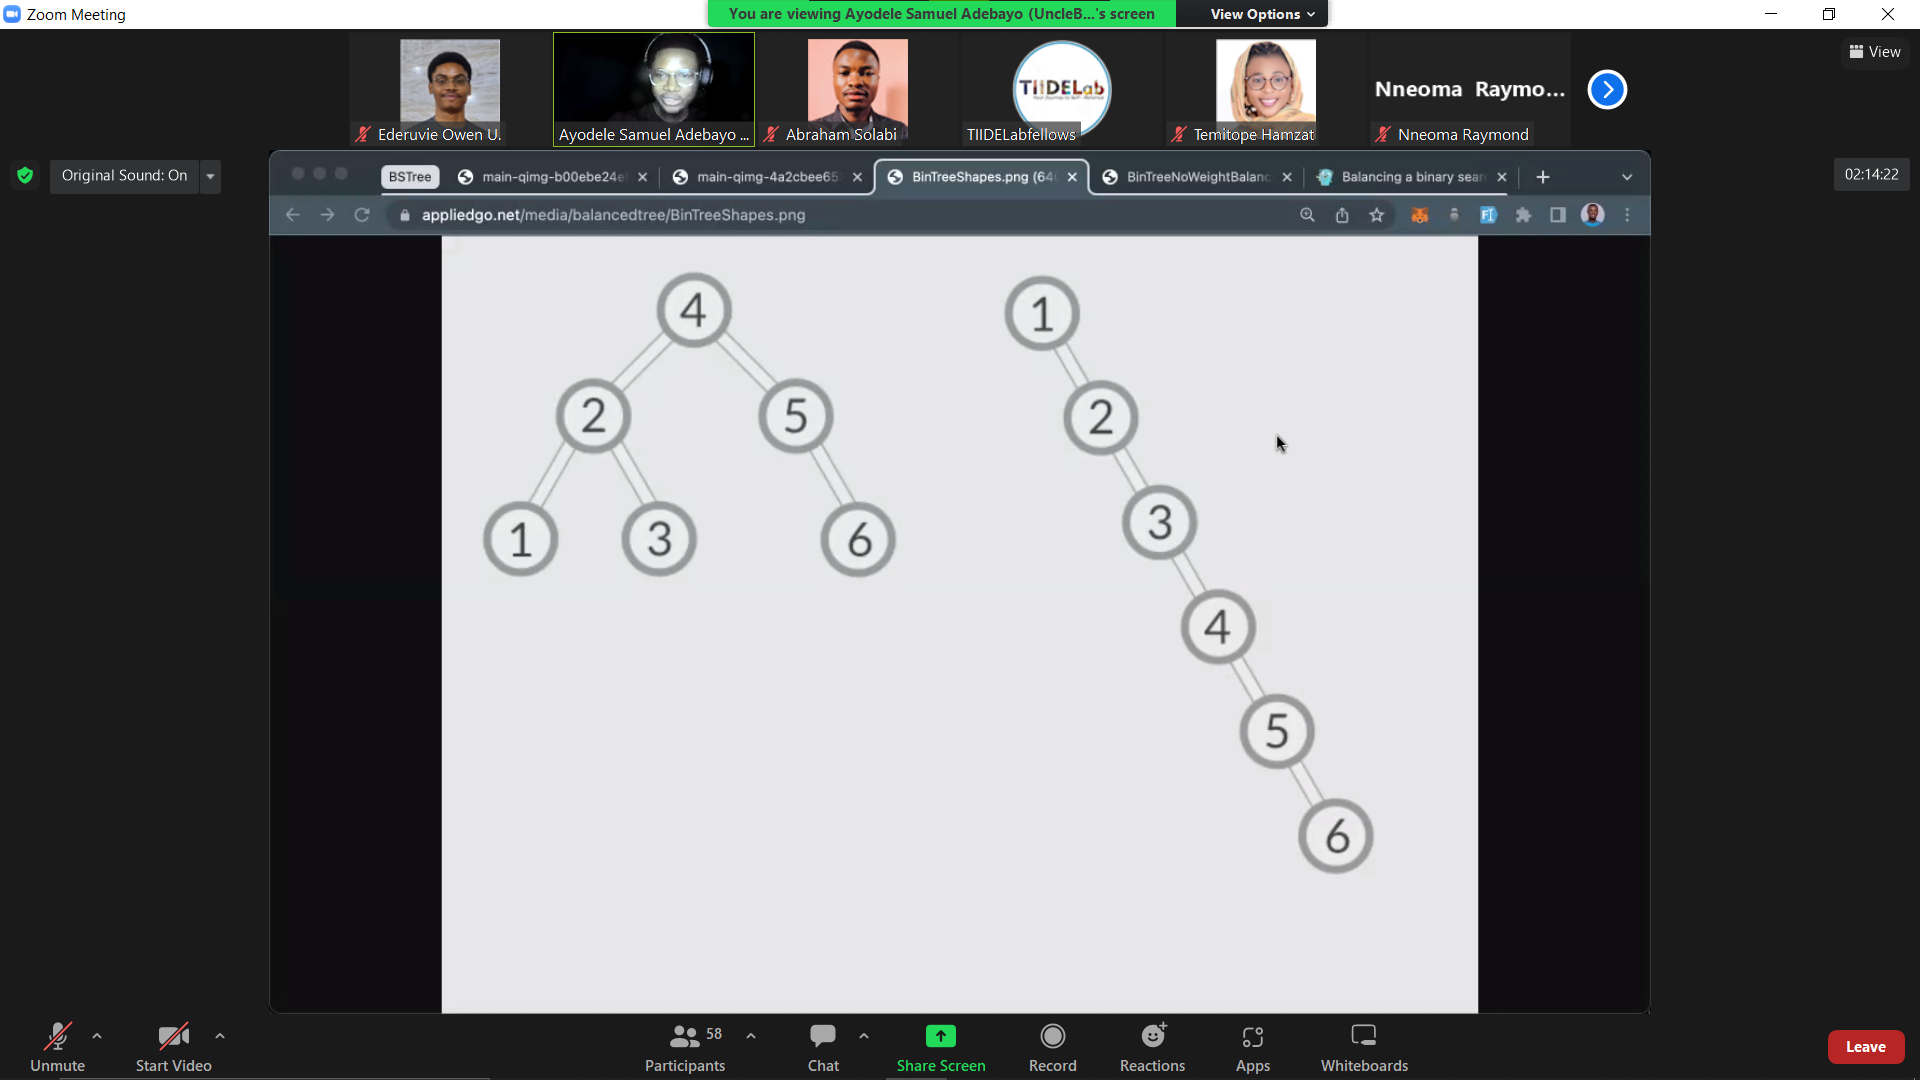 Zoom Meeting
You are viewing Ayodele Samuel Adebayo (UncleB...'s screen
View Options
View
TIIDELab
Nneoma Raymo...
Ederuvie Owen U.
Ayodele Samuel Adebayo ...
Abraham Solabi
TIIDELabfellows
Temitope Hamzat
Nneoma Raymond
Original Sound: On
02:14:22
BSTree
main-qimg-b00ebe24e
main-qimg-4a2cbee65
BinTreeShapes.png (64
BinTreeNoWeightBalanc
Balancing a binary sear
appliedgo.net/media/balancedtree/BinTreeShapes.png
4
1
2
5
2
1
3
6
3
4
5
6
Unmute
Start Video
58
Participants
Chat
Share Screen
Record
Reactions
Apps
Whiteboards
Leave